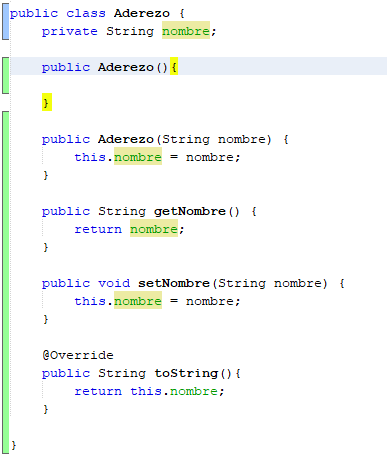 public class Aderezo {
    private String nombre;

    public Aderezo(){

    }

    public Aderezo(String nombre) {
        this.nombre = nombre;
    }

    public String getNombre() {
        return nombre;
    }

    public void setNombre(String nombre) {
        this.nombre = nombre;
    }

    @Override
    public String toString(){
        return this.nombre;
    }

}